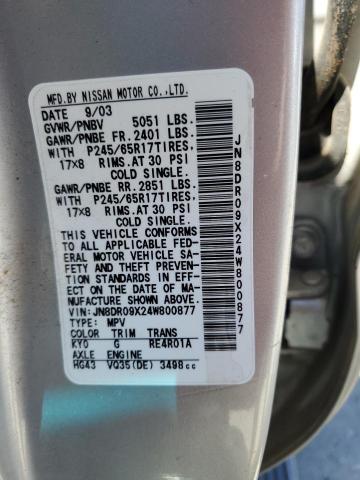 MFD.BY NISSAN MOTOR CO.,LTD.
DATE 9/03
GVWR/PNBV 5051 LBS.
GAWR/PNBE FR. 2401 LBS.
WITH P245/65R17TIRES,
17X8 RIMS.AT 30 PSI
COLD SINGLE.
GAWR/PNBE RR. 2851 LBS.
WITH P245/65R17TIRES,
17X8 RIMS.AT 30 PSI
COLD SINGLE.
THIS VEHICLE CONFORMS
TO ALL APPLICABLE FED-
ERAL MOTOR VEHICLE SA-
FETY AND THEFT PREVEN-
TION STANDARDS IN EFF-
ECT ON THE DATE OF MA-
NUFACTURE SHOWN ABOVE.
VIN:JN8DR09X24W800877
TYPE: MPV
COLOR TRIM TRANS
KY0 G RE4R01A
AXLE ENGINE
HG43 VQ35(DE) 3498cc
JN8DR09X24W800877